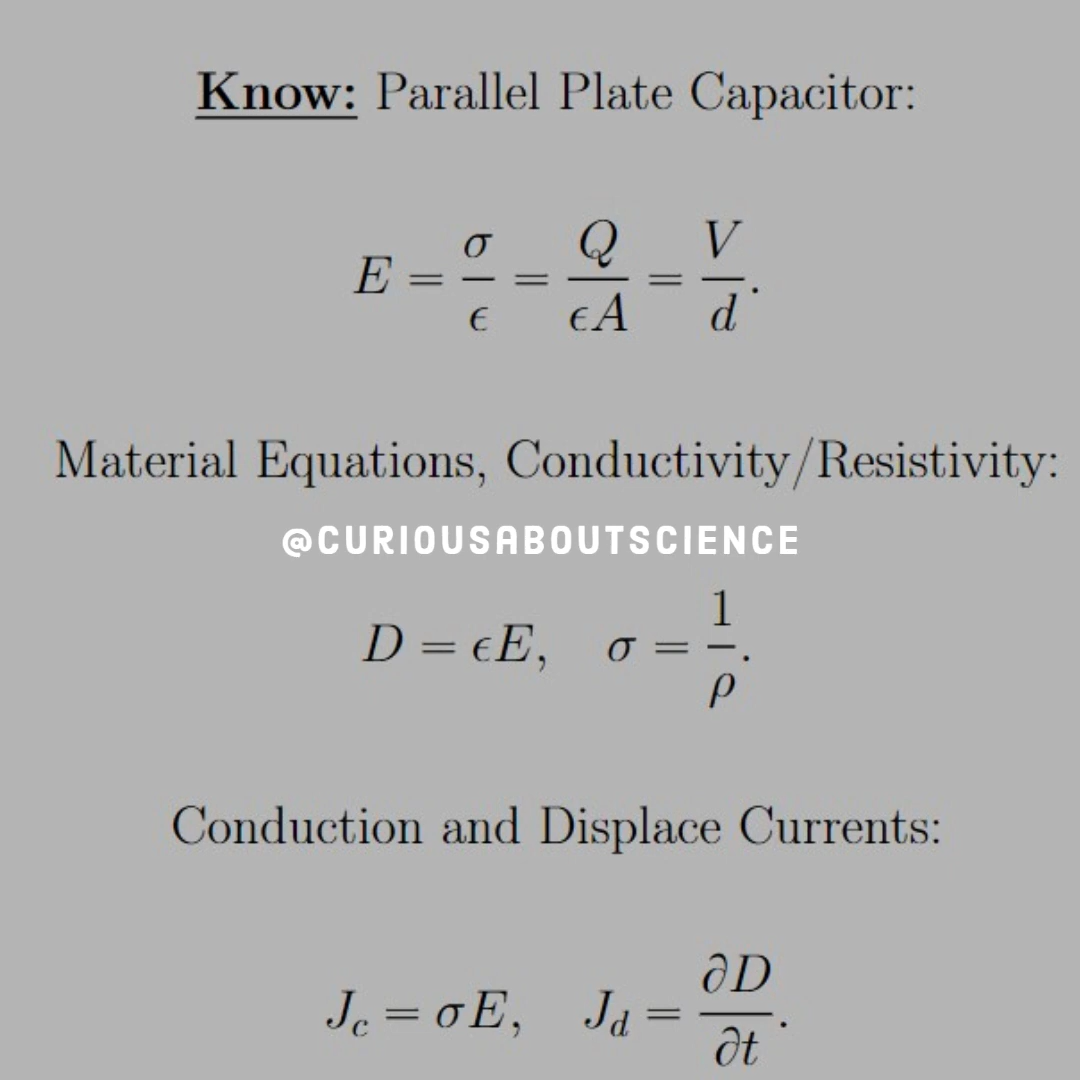 Know: Parallel Plate Capacitor:
E = σ/ϵ = Q/ϵA = V/d.
Material Equations, Conductivity/Resistivity:
@CURIOUSABOUTSCIENCE
D = ϵE, σ = 1/ρ.
Conduction and Displace Currents:
J_c = σE, J_d = ∂D/∂t.